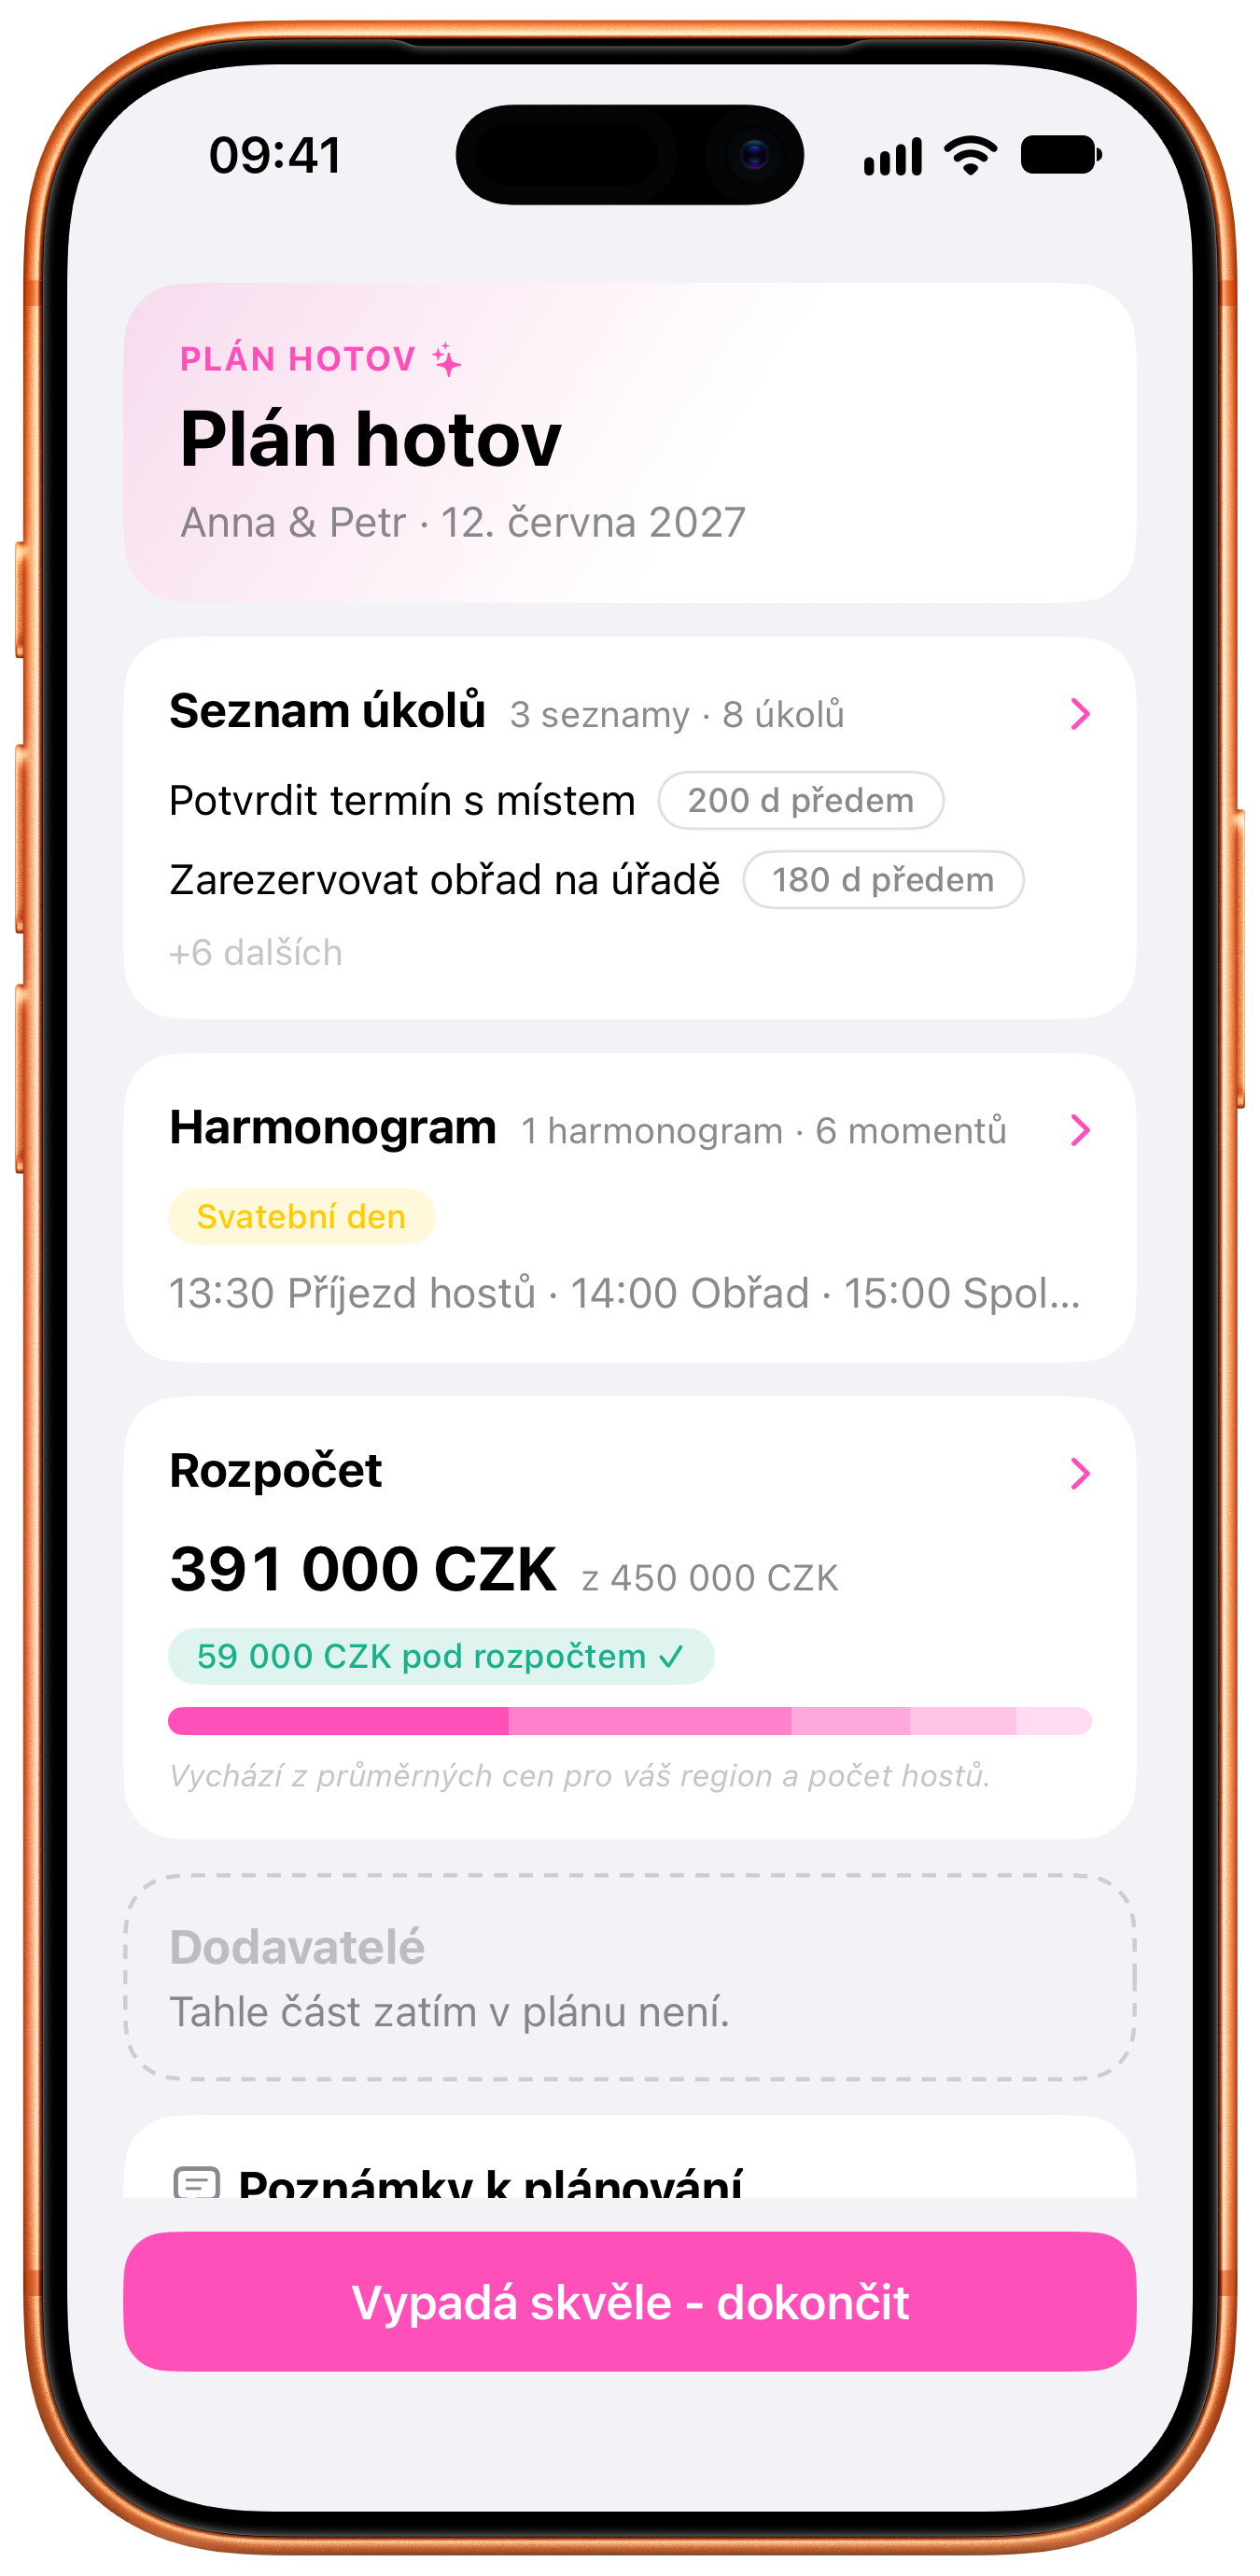 09:41
PLÁN HOTOV
Plán hotov
Anna & Petr · 12. června 2027
Seznam úkolů 3 seznamy · 8 úkolů
Potvrdit termín s místem 200 d předem
Zarezervovat obřad na úřadě 180 d předem
+6 dalších
Harmonogram 1 harmonogram · 6 momentů
Svatební den
13:30 Příjezd hostů · 14:00 Obřad · 15:00 Spol...
Rozpočet
391 000 CZK z 450 000 CZK
59 000 CZK pod rozpočtem ✓
Vychází z průměrných cen pro váš region a počet hostů.
Dodavatelé
Tahle část zatím v plánu není.
Poznámky k plánování
Vypadá skvěle - dokončit